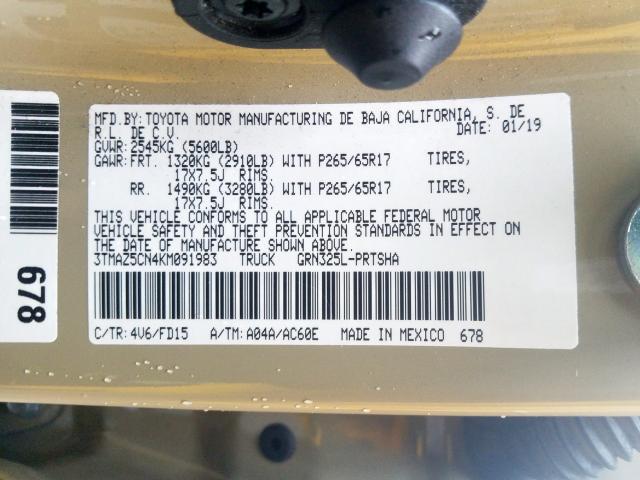 MFD.BY:TOYOTA MOTOR MANUFACTURING DE BAJA CALIFORNIA, S. DE
R.L. DE C.V. DATE: 01/19
GVWR:2545KG (5600LB)
GAWR:FRT. 1320KG (2910LB) WITH P265/65R17 TIRES,
17X7.5J RIMS.
RR. 1490KG (3280LB) WITH P265/65R17 TIRES,
17X7.5J RIMS.
THIS VEHICLE CONFORMS TO ALL APPLICABLE FEDERAL MOTOR
VEHICLE SAFETY AND THEFT PREVENTION STANDARDS IN EFFECT ON
THE DATE OF MANUFACTURE SHOWN ABOVE.
3TMAZ5CN4KM091983 TRUCK GRN325L-PRTSHA
C/TR:4V6/FD15 A/TM:A04A/AC60E MADE IN MEXICO 678
678